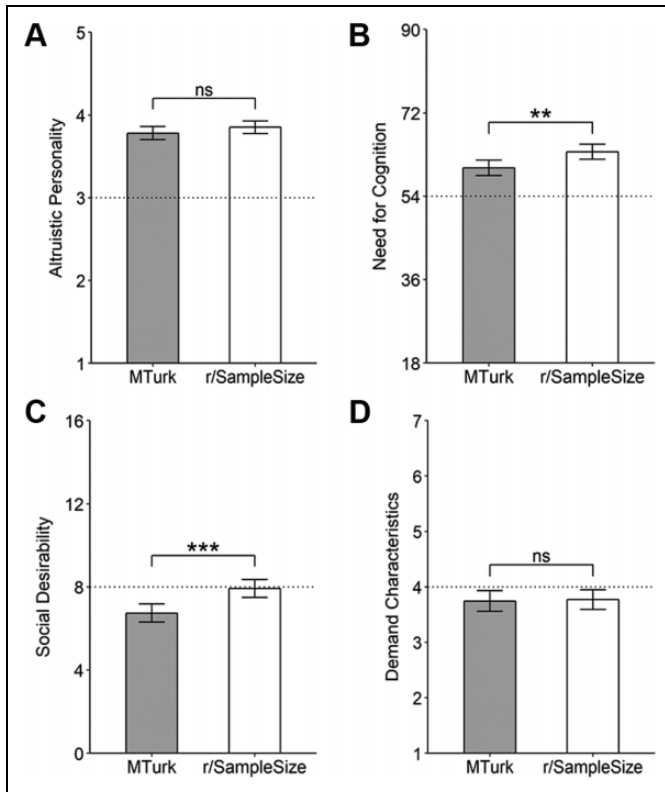 A
Altruistic Personality
5
4
3
2
1
ns
MTurk r/SampleSize
B
Need for Cognition
90
72
54
36
18
**
MTurk r/SampleSize
C
Social Desirability
16
12
8
4
0
***
MTurk r/SampleSize
D
Demand Characteristics
7
6
5
4
3
2
1
ns
MTurk r/SampleSize